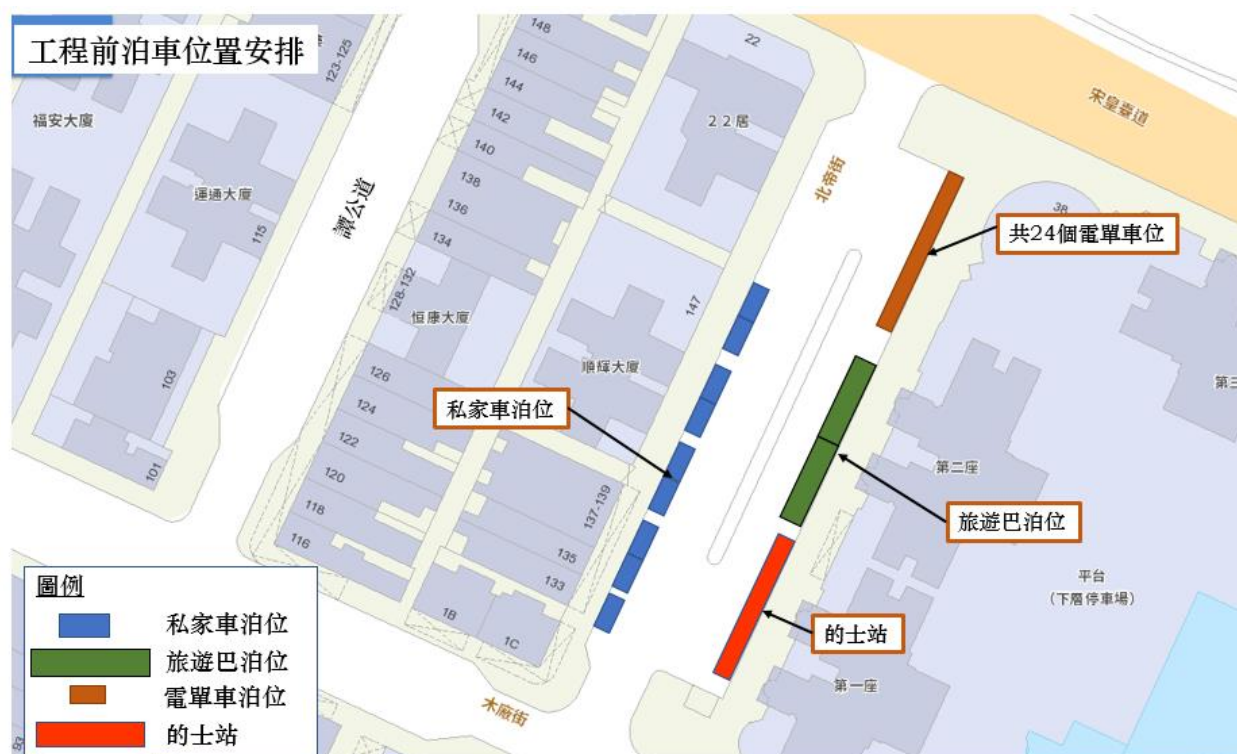 工程前泊車位置安排
123-125
福安大廈
運通大廈
115
103
101
譚公道
148
146
144
142
140
138
136
134
128-132
恒康大廈
126
124
122
120
118
116
22
22居
147
順輝大廈
137-139
135
133
1B
1C
北帝街
宋皇臺道
38
共24個電單車位
私家車泊位
旅遊巴泊位
的士站
第二座
第三
平台
(下層停車場)
第一座
木廠街
93
圖例
私家車泊位
旅遊巴泊位
電單車泊位
的士站